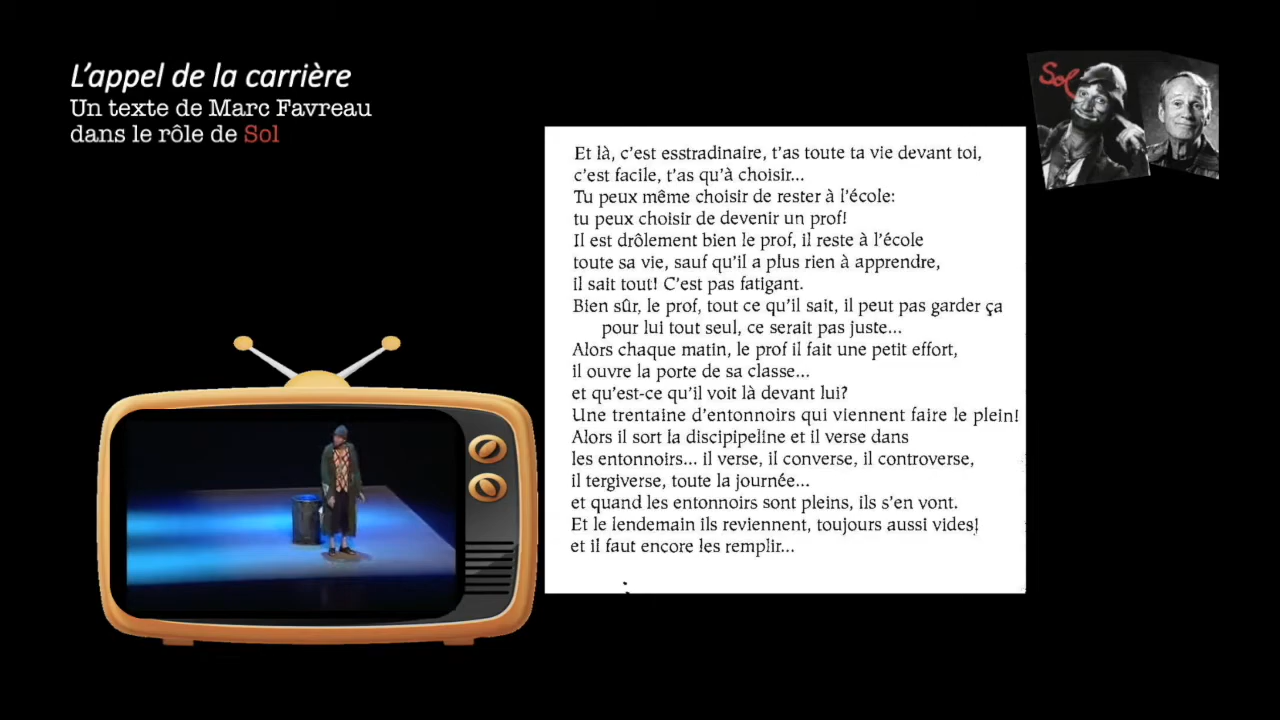 L'appel de la carrière
Un texte de Marc Favreau
dans le rôle de Sol
Sol
Et là, c'est esstradinaire, t'as toute ta vie devant toi,
c'est facile, t'as qu'à choisir...
Tu peux même choisir de rester à l'école:
tu peux choisir de devenir un prof!
Il est drôlement bien le prof, il reste à l'école
toute sa vie, sauf qu'il a plus rien à apprendre,
il sait tout! C'est pas fatigant.
Bien sûr, le prof, tout ce qu'il sait, il peut pas garder ça
pour lui tout seul, ce serait pas juste...
Alors chaque matin, le prof il fait une petit effort,
il ouvre la porte de sa classe...
et qu'est-ce qu'il voit là devant lui?
Une trentaine d'entonnoirs qui viennent faire le plein!
Alors il sort la discipipeline et il verse dans
les entonnoirs... il verse, il converse, il controverse,
il tergiverse, toute la journée...
et quand les entonnoirs sont pleins, ils s'en vont.
Et le lendemain ils reviennent, toujours aussi vides!
et il faut encore les remplir...